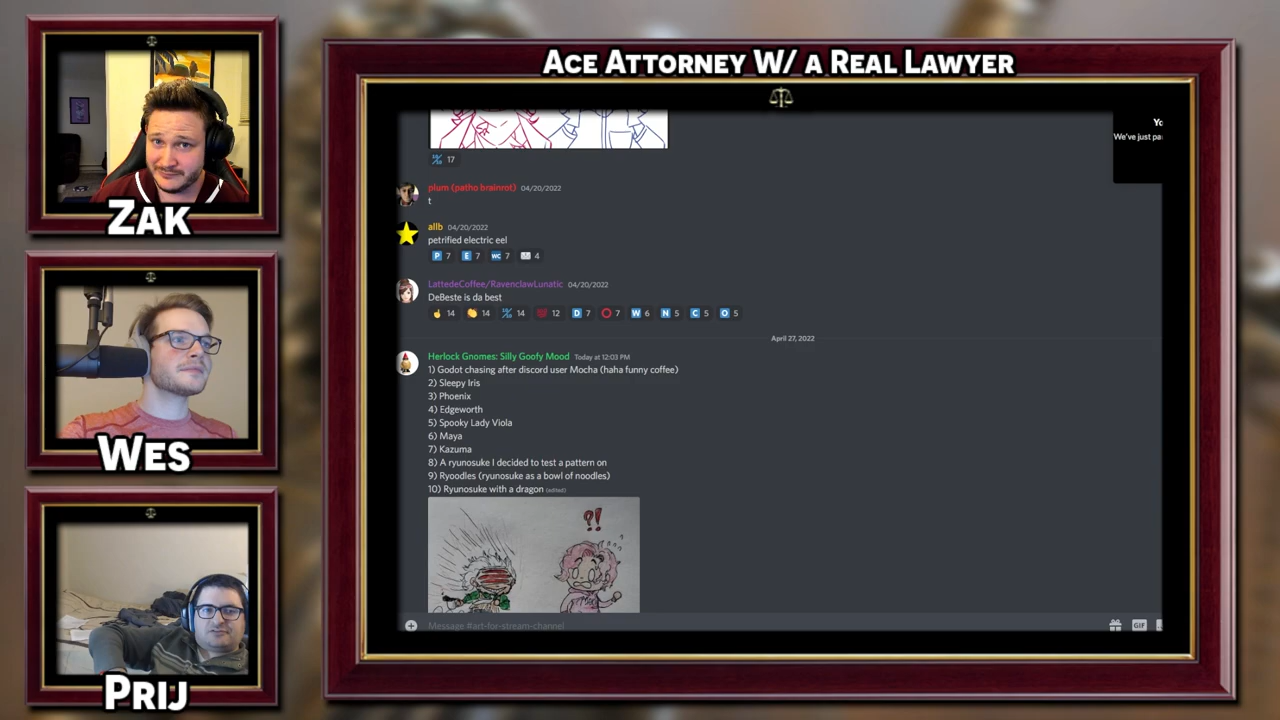 ACE ATTORNEY W/ A REAL LAWYER
ZAK
WES
PRIJ
Yo
We've just pa
17
plum (patho brainrot) 04/20/2022
t
allb 04/20/2022
petrified electric eel
P 7 E 7 WC 7 4
LattedeCoffee/RavenclawLunatic 04/20/2022
DeBeste is da best
14 14 14 12 D 7 7 W 6 N 5 C 5 O 5
April 27, 2022
Herlock Gnomes: Silly Goofy Mood Today at 12:03 PM
1) Godot chasing after discord user Mocha (haha funny coffee)
2) Sleepy Iris
3) Phoenix
4) Edgeworth
5) Spooky Lady Viola
6) Maya
7) Kazuma
8) A ryunosuke I decided to test a pattern on
9) Ryoodles (ryunosuke as a bowl of noodles)
10) Ryunosuke with a dragon (edited)
?!
Message #art-for-stream-channel
GIF